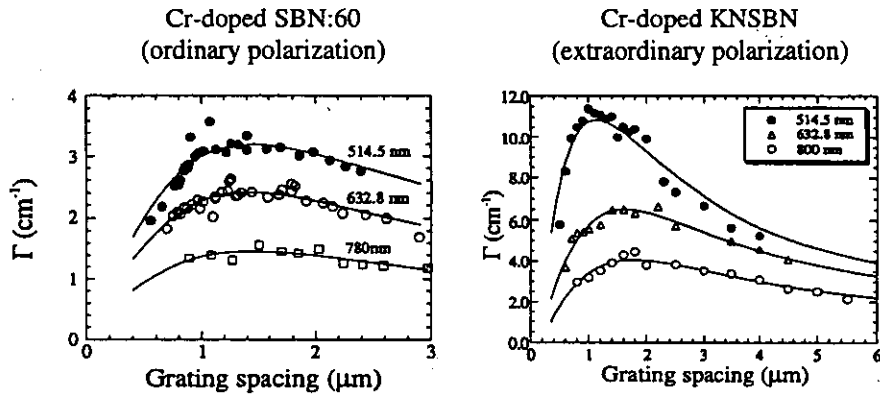 Cr-doped SBN:60
(ordinary polarization)
4
3
2
1
0
0
1
2
3
Γ (cm⁻¹)
Grating spacing (μm)
514.5 nm
632.8 nm
780nm
Cr-doped KNSBN
(extraordinary polarization)
12.0
10.0
8.0
6.0
4.0
2.0
0.0
0
1
2
3
4
5
6
Γ (cm⁻¹)
Grating spacing (μm)
514.5 nm
632.8 nm
800 nm